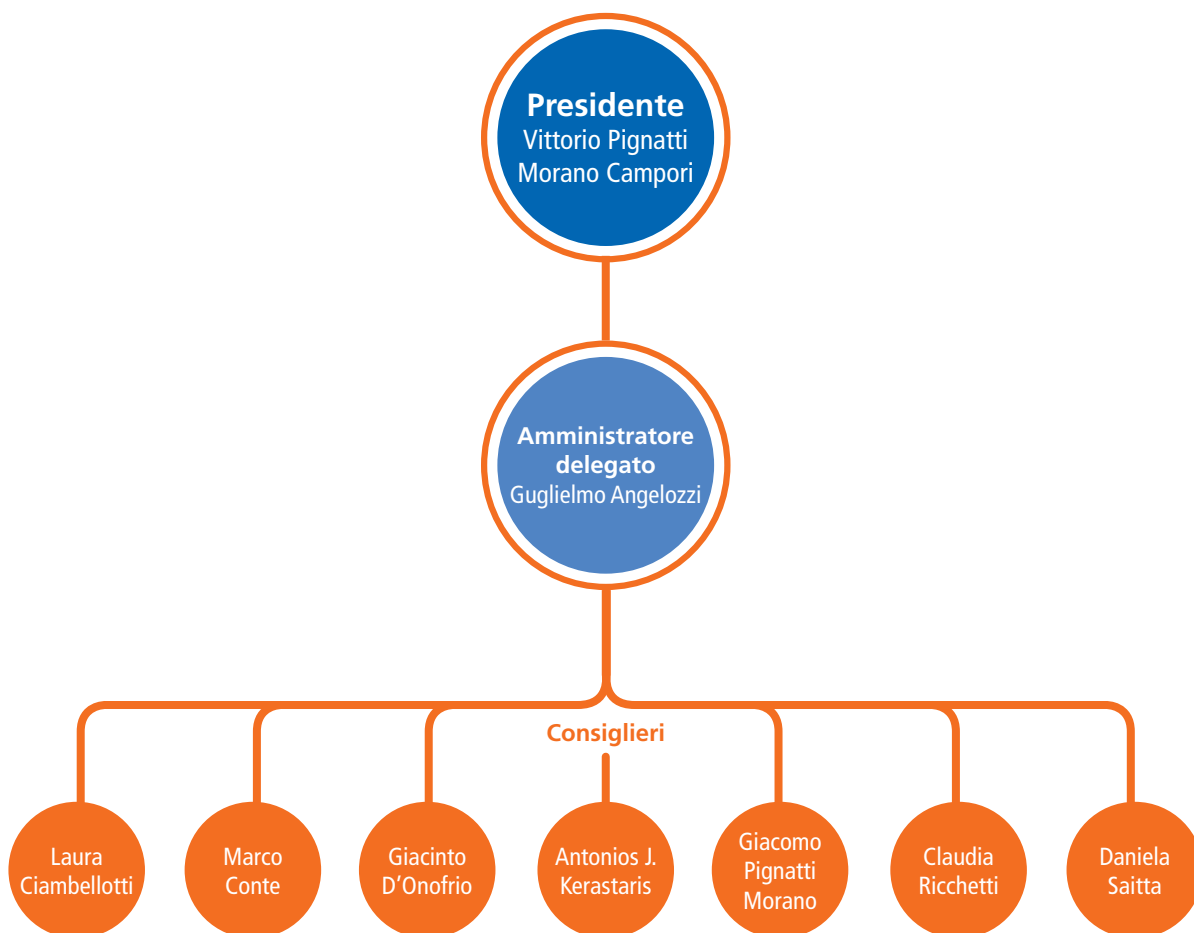 Presidente
Vittorio Pignatti
Morano Campori
Amministratore
delegato
Guglielmo Angelozzi
Consiglieri
Laura
Ciambellotti
Marco
Conte
Giacinto
D‘Onofrio
Antonios J.
Kerastaris
Giacomo
Pignatti
Morano
Claudia
Ricchetti
Daniela
Saitta